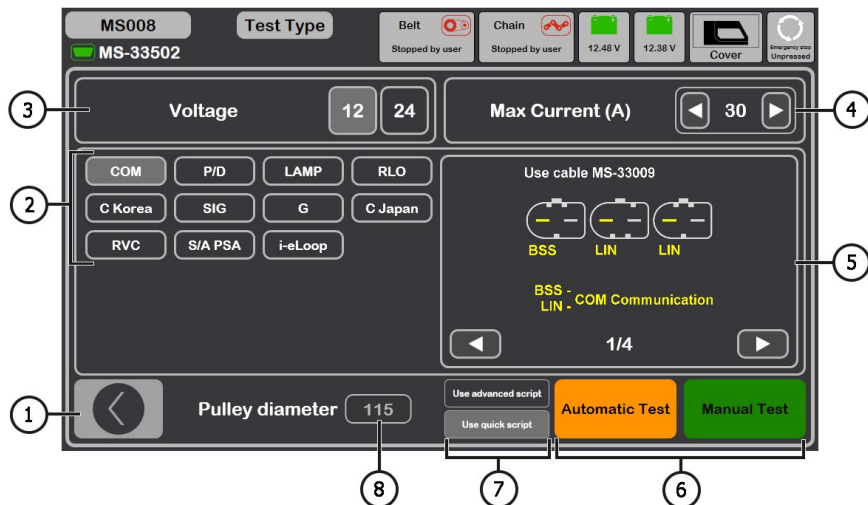 MS008
Test Type
Belt
Stopped by user
Chain
Stopped by user
12.48 V
12.38 V
Cover
Emergency stop
Unpressed
MS-33502
3
Voltage
12
24
Max Current (A)
30
4
2
COM
P/D
LAMP
RLO
C Korea
SIG
G
C Japan
RVC
S/A PSA
i-eLoop
Use cable MS-33009
BSS
LIN
LIN
BSS -
LIN -
COM Communication
1/4
5
1
Pulley diameter
115
Use advanced script
Use quick script
Automatic Test
Manual Test
8
7
6